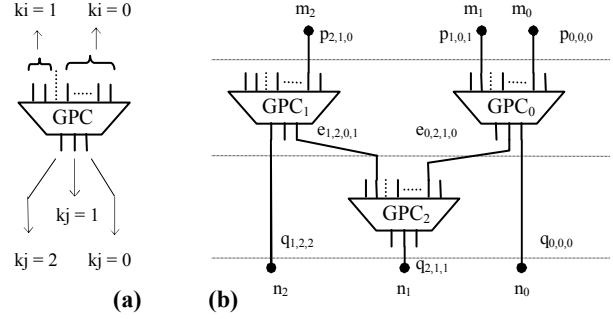 ki = 1 ki = 0
GPC
kj = 1
kj = 2 kj = 0
(a)
m2 m1 m0
p2,1,0 p1,0,1 p0,0,0
GPC1 GPC0
e1,2,0,1 e0,2,1,0
GPC2
q1,2,2 q2,1,1 q0,0,0
n2 n1 n0
(b)